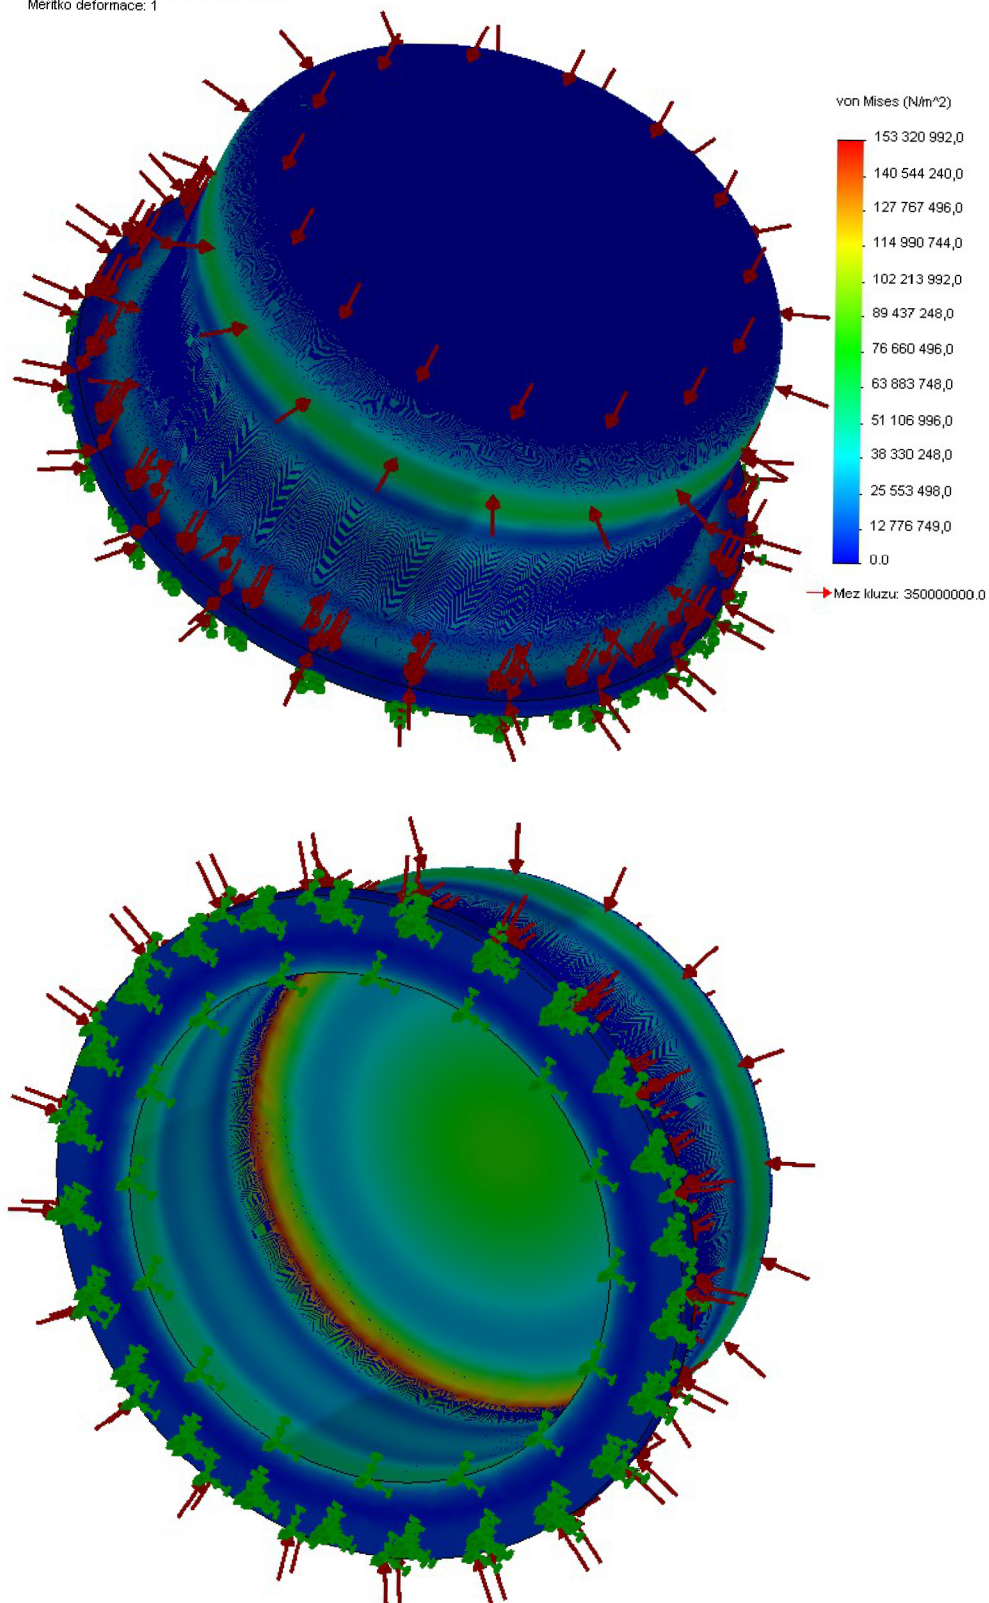 Meritko deformace: 1
von Mises (N/m^2)
153 320 992,0
140 544 240,0
127 767 496,0
114 990 744,0
102 213 992,0
89 437 248,0
76 660 496,0
63 883 748,0
51 106 996,0
38 330 248,0
25 553 498,0
12 776 749,0
0.0
Mez kluzu: 350000000.0